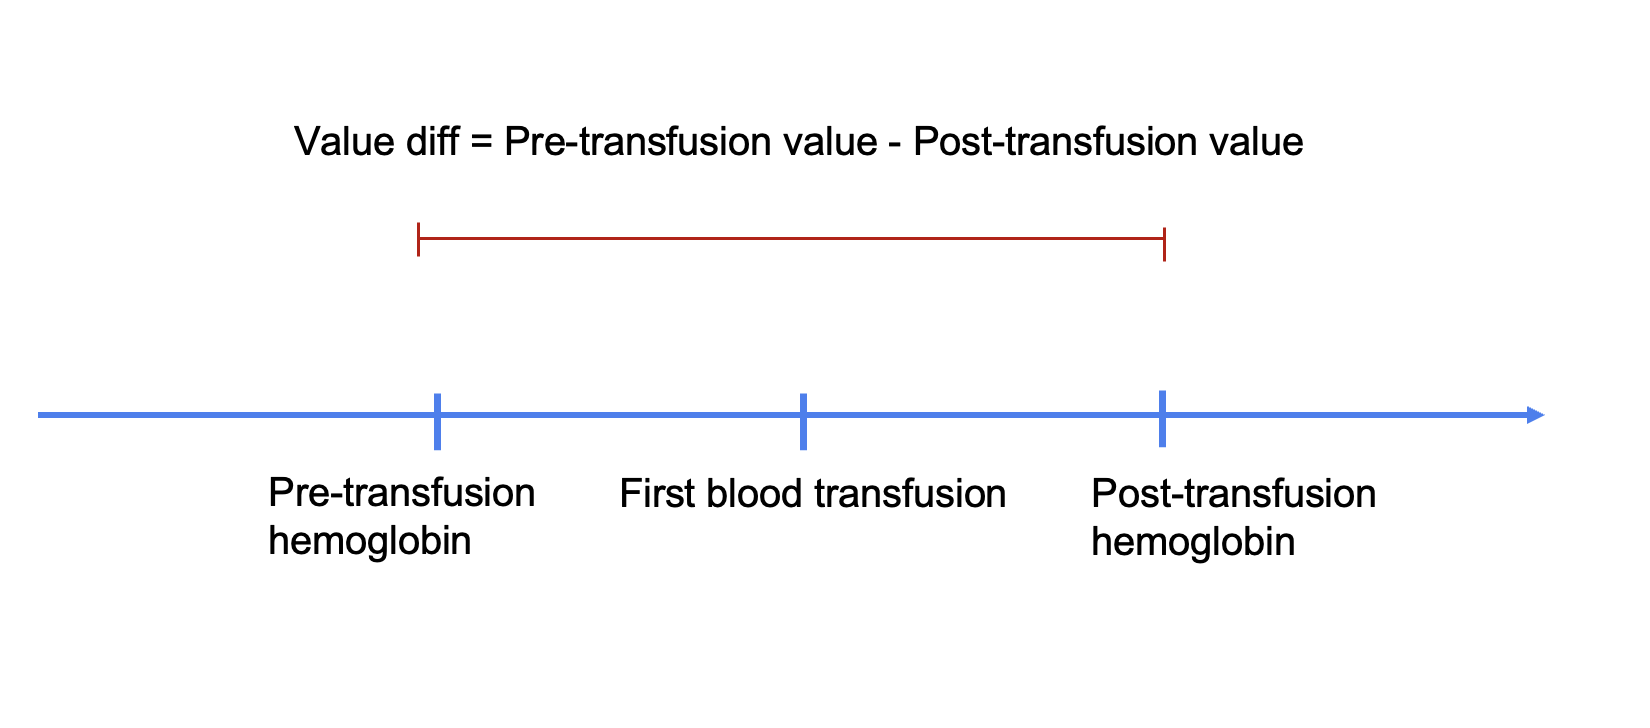 Value diff = Pre-transfusion value - Post-transfusion value
Pre-transfusion
hemoglobin
First blood transfusion
Post-transfusion
hemoglobin